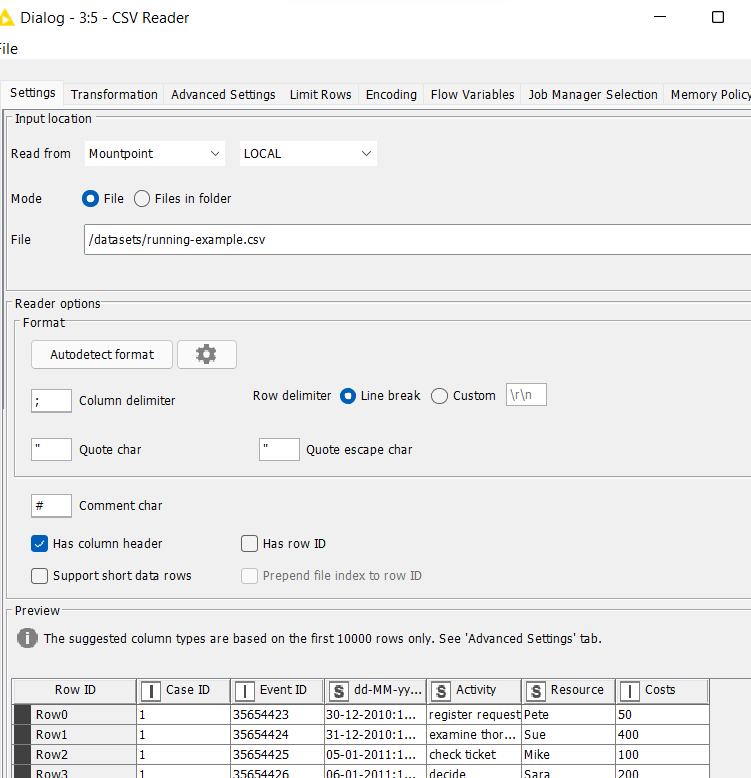 Dialog - 3:5 - CSV Reader
File
Settings Transformation Advanced Settings Limit Rows Encoding Flow Variables Job Manager Selection Memory Policy
Input location
Read from Mountpoint LOCAL
Mode File Files in folder
File /datasets/running-example.csv
Reader options
Format
Autodetect format
; Column delimiter Row delimiter Line break Custom \r\n
" Quote char " Quote escape char
# Comment char
Has column header Has row ID
Support short data rows Prepend file index to row ID
Preview
i The suggested column types are based on the first 10000 rows only. See 'Advanced Settings' tab.
Row ID I Case ID I Event ID S dd-MM-yy... S Activity S Resource I Costs
Row0 1 35654423 30-12-2010:1... register request Pete 50
Row1 1 35654424 31-12-2010:1... examine thor... Sue 400
Row2 1 35654425 05-01-2011:1... check ticket Mike 100
Row3 1 35654426 06-01-2011:1... decide Sara 200